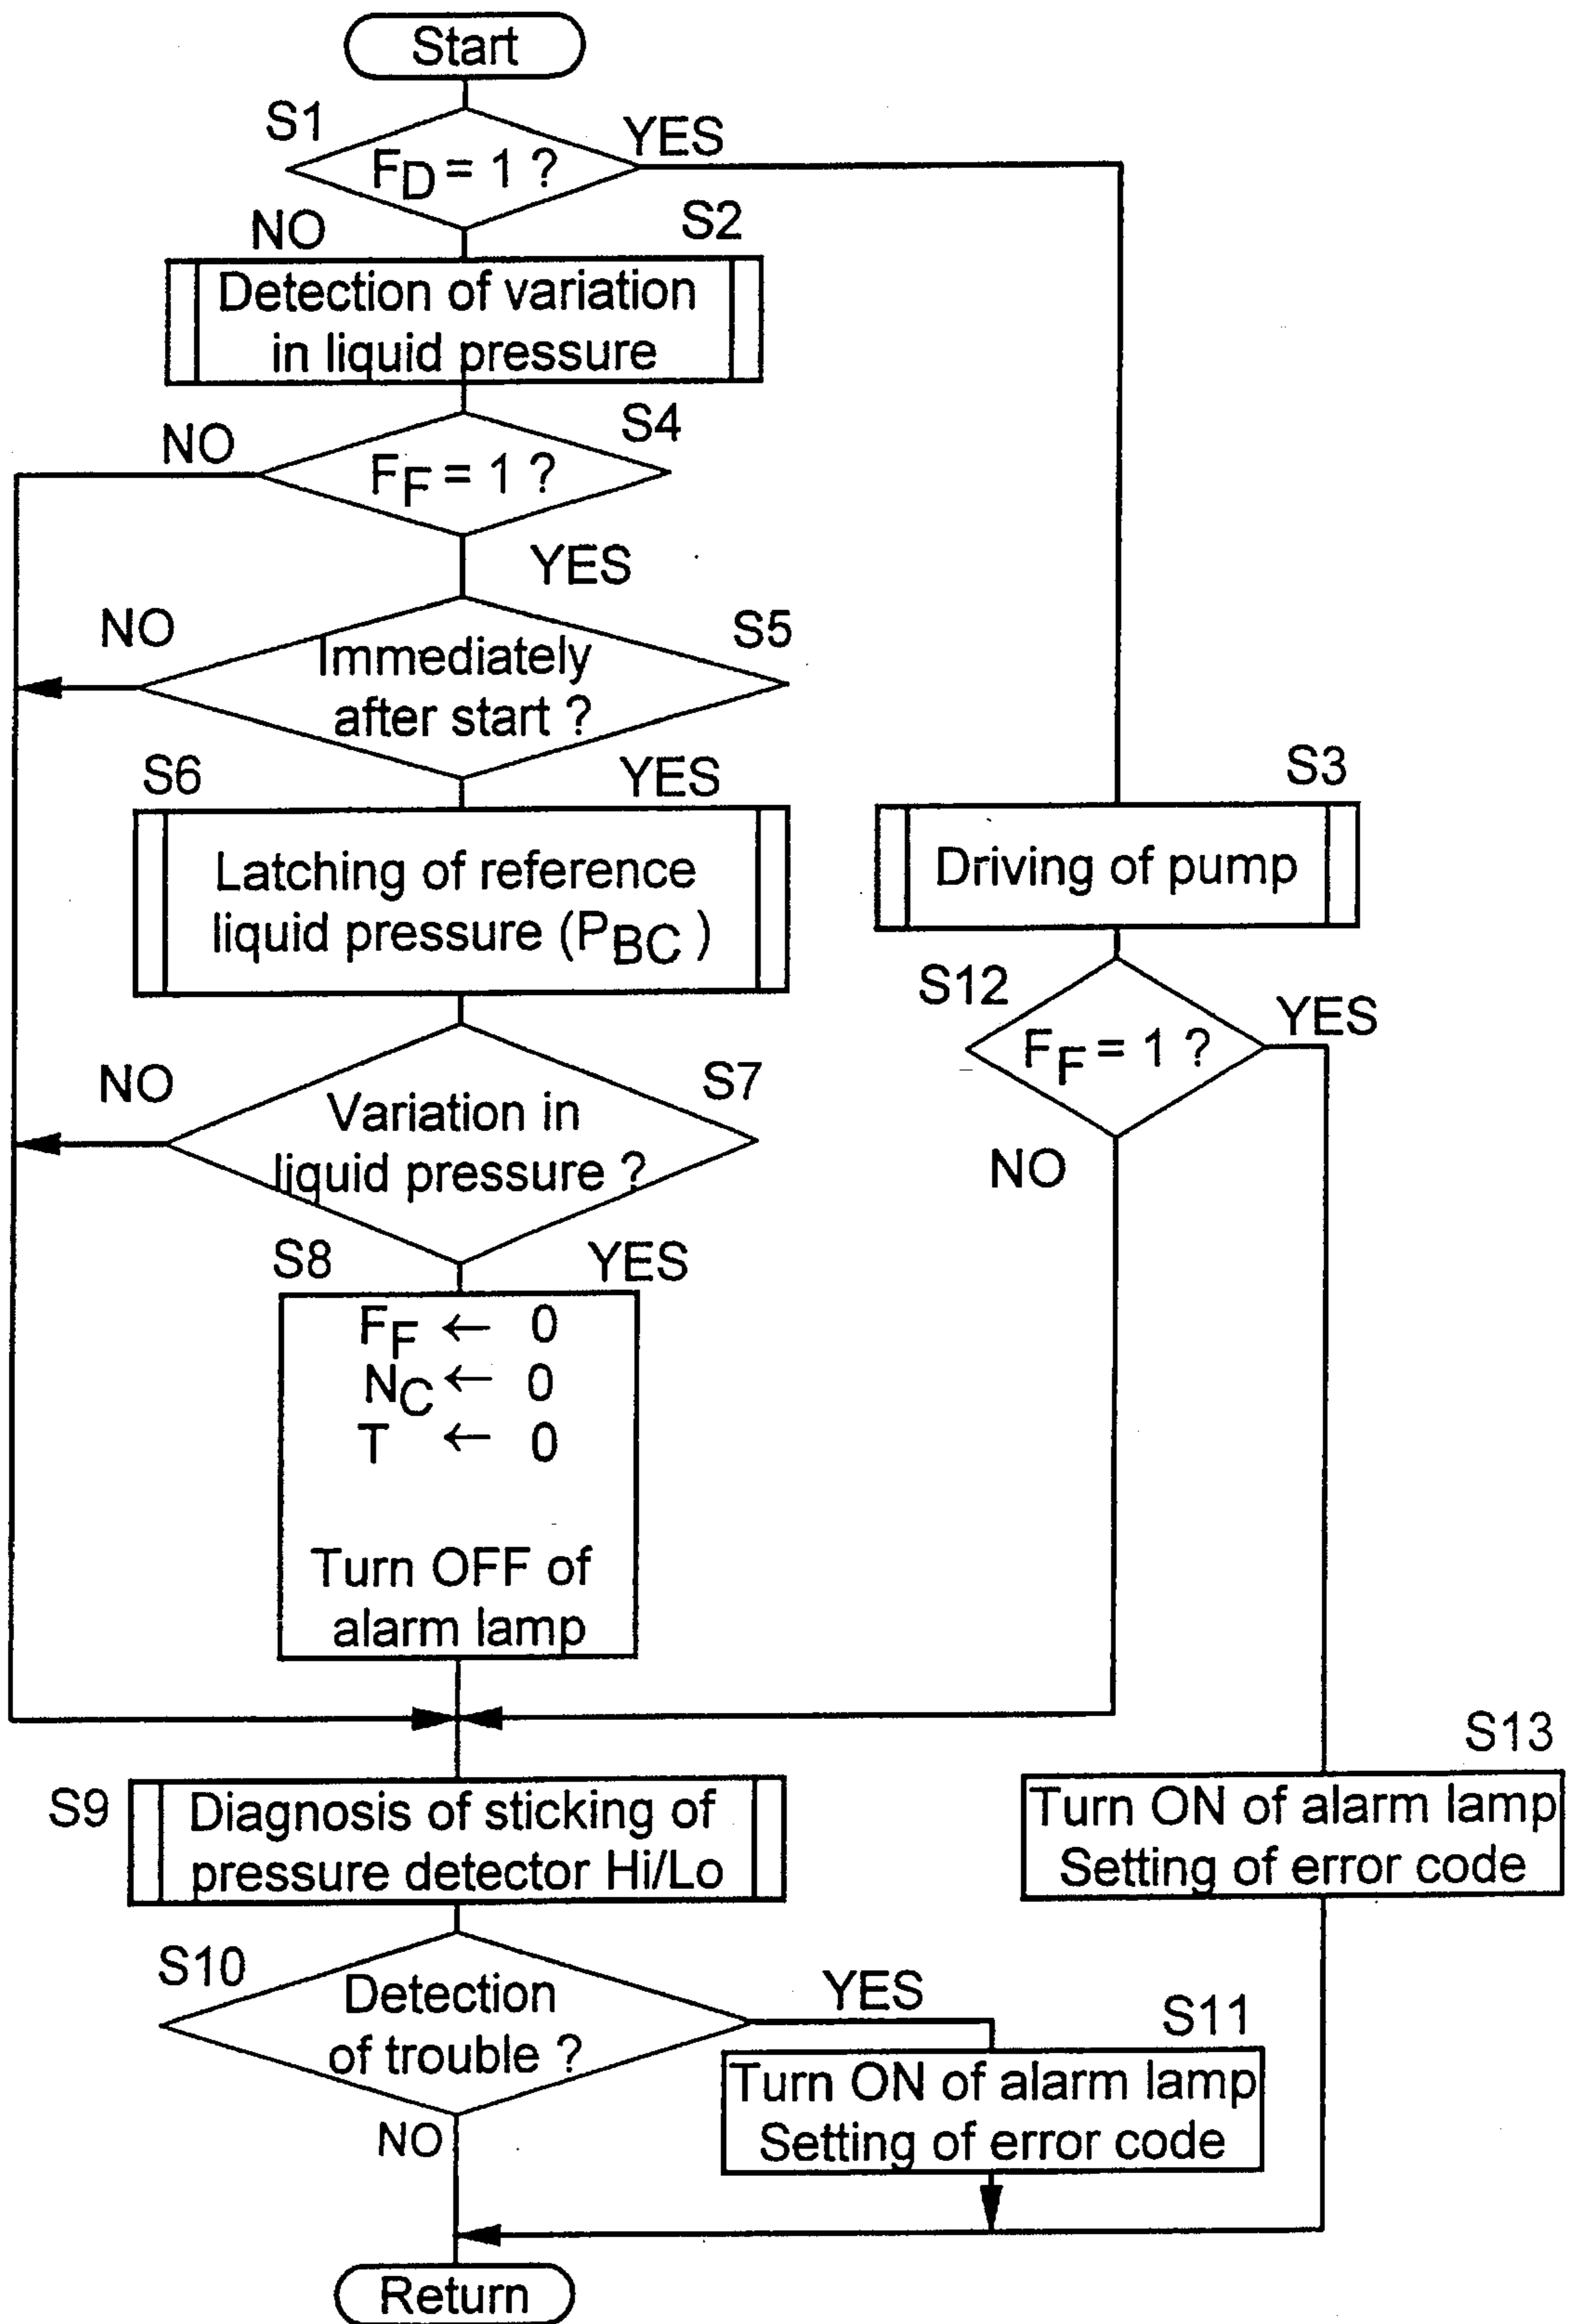 Start
S1
YES
FD = 1 ?
NO
S2
Detection of variation
in liquid pressure
S4
NO
FF = 1 ?
YES
NO
S5
Immediately
after start ?
S6
YES
S3
Latching of reference
liquid pressure (PBC )
Driving of pump
S12
YES
FF = 1 ?
NO
S7
NO
Variation in
liquid pressure ?
S8
YES
FF ← 0
NC ← 0
T ← 0
Turn OFF of
alarm lamp
S13
Turn ON of alarm lamp
Setting of error code
S9
Diagnosis of sticking of
pressure detector Hi/Lo
S10
Detection
of trouble ?
YES
S11
Turn ON of alarm lamp
Setting of error code
NO
Return